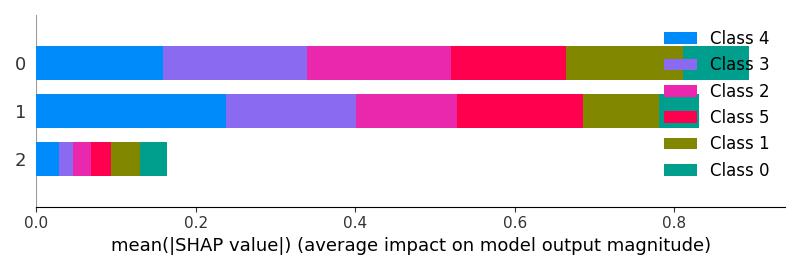 0
1
2
Class 4
Class 3
Class 2
Class 5
Class 1
Class 0
0.0 0.2 0.4 0.6 0.8
mean(|SHAP value|) (average impact on model output magnitude)